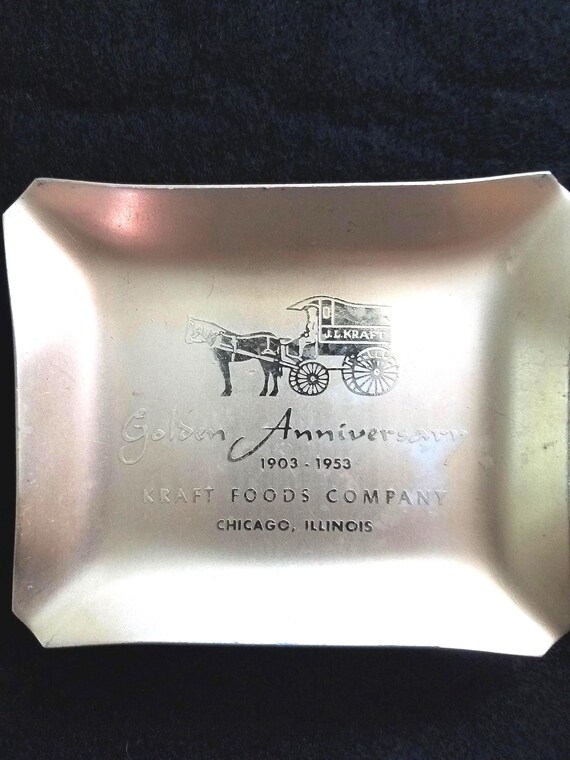 J.L. KRAFT
Golden Anniversary
1903 - 1953
KRAFT FOODS COMPANY
CHICAGO, ILLINOIS